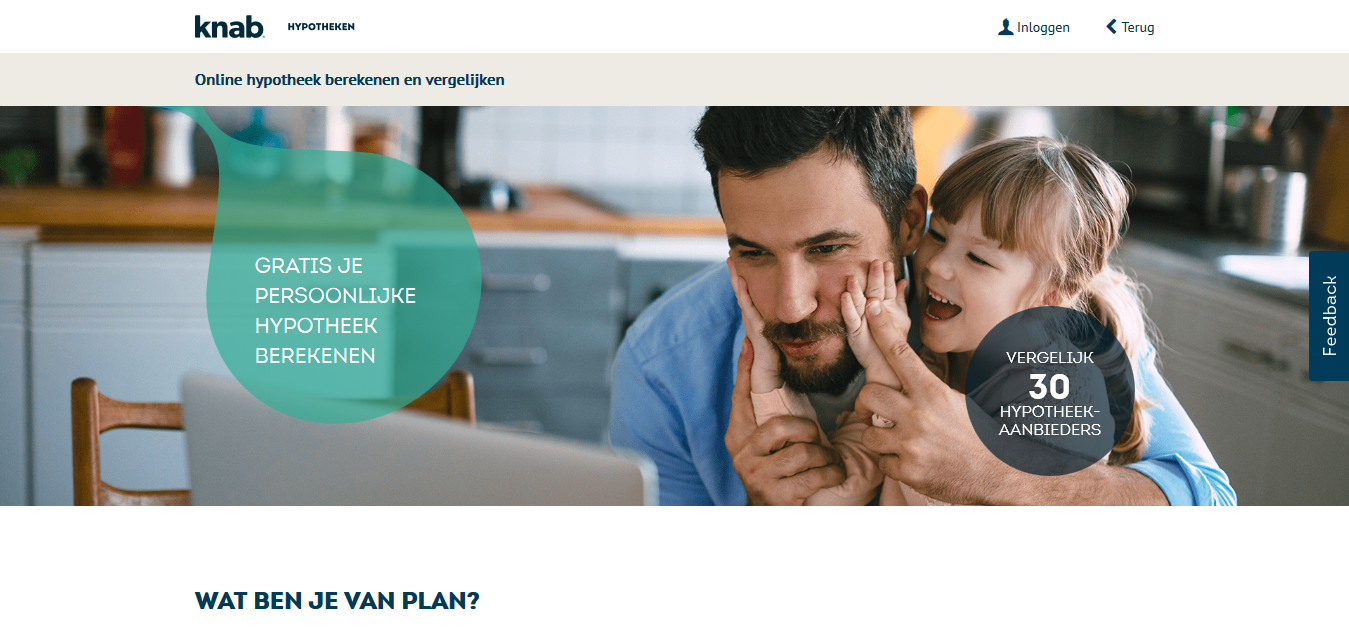 knab HYPOTHEKEN
Inloggen
Terug
Online hypotheek berekenen en vergelijken
GRATIS JE
PERSOONLIJKE
HYPOTHEEK
BEREKENEN
VERGELIJK
30
HYPOTHEEK-
AANBIEDERS
Feedback
WAT BEN JE VAN PLAN?